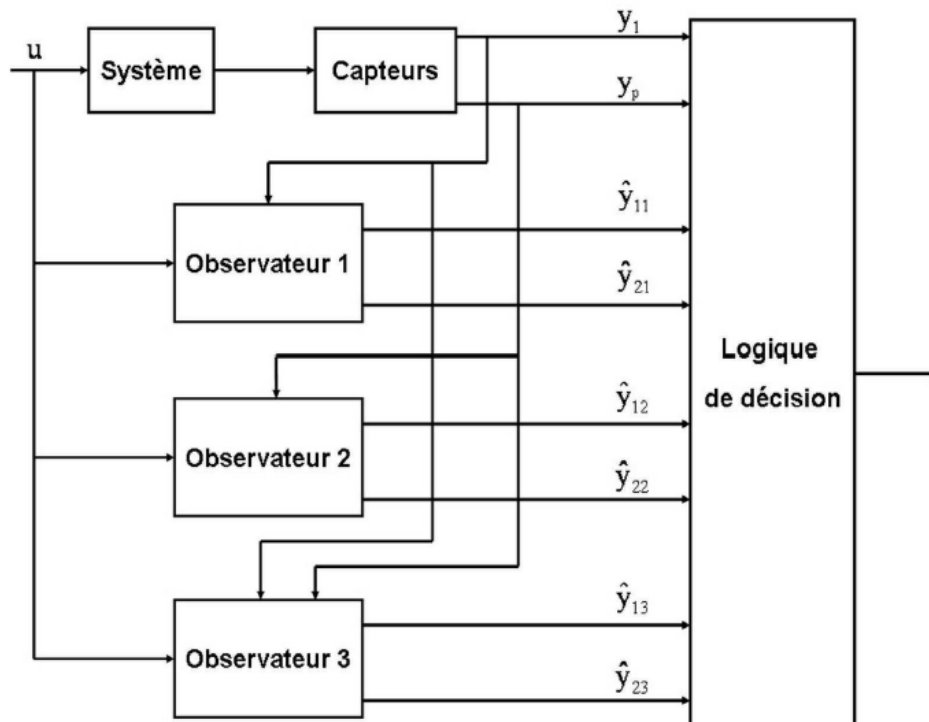 u
Système
Capteurs
y₁
yₚ
Observateur 1
ŷ₁₁
ŷ₂₁
Observateur 2
ŷ₁₂
ŷ₂₂
Observateur 3
ŷ₁₃
ŷ₂₃
Logique
de décision